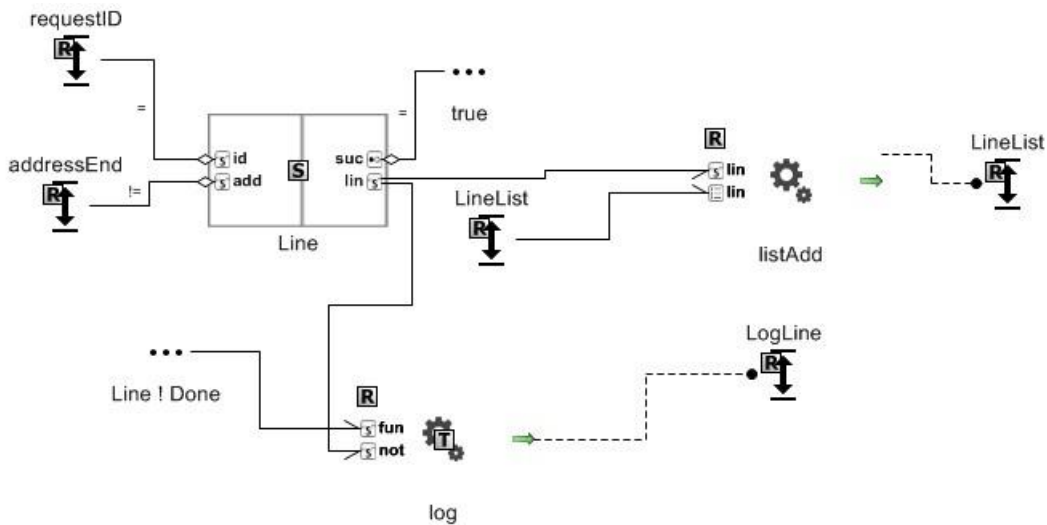 requestID
R
=
true
=
addressEnd
R
!=
id
add
S
suc
lin
S
S
S
Line
LineList
R
R
S
lin
lin
listAdd
LineList
R
Line ! Done
R
S
fun
S
not
T
log
LogLine
R